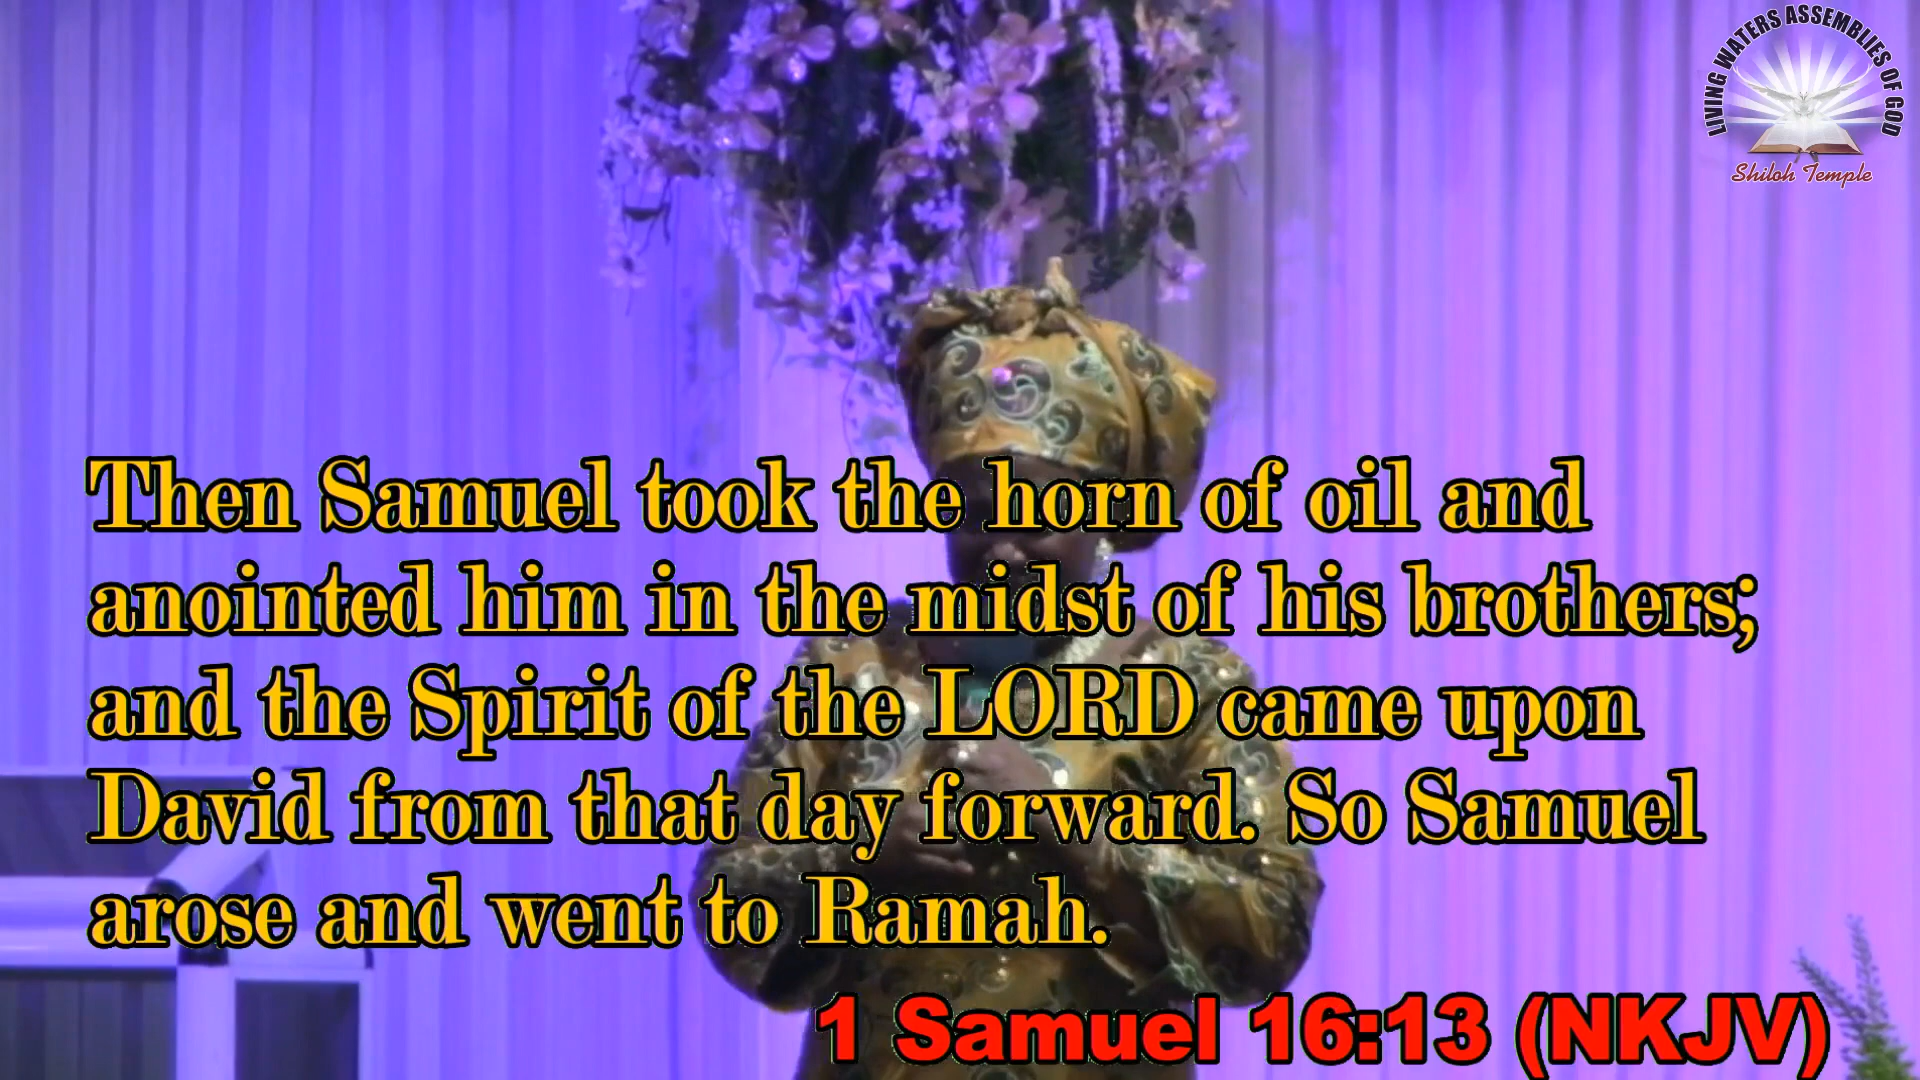 LIVING WATERS ASSEMBLIES OF GOD
Shiloh Temple
Then Samuel took the horn of oil and
anointed him in the midst of his brothers;
and the Spirit of the LORD came upon
David from that day forward. So Samuel
arose and went to Ramah.
1 Samuel 16:13 (NKJV)